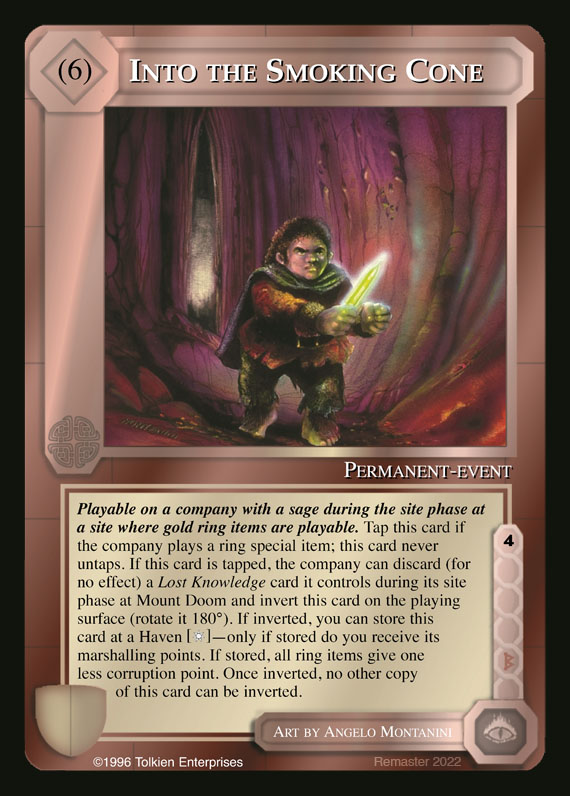 (6)
INTO THE SMOKING CONE
PERMANENT-EVENT
Playable on a company with a sage during the site phase at
a site where gold ring items are playable. Tap this card if
the company plays a ring special item; this card never
untaps. If this card is tapped, the company can discard (for
no effect) a Lost Knowledge card it controls during its site
phase at Mount Doom and invert this card on the playing
surface (rotate it 180°). If inverted, you can store this
card at a Haven [☼]—only if stored do you receive its
marshalling points. If stored, all ring items give one
less corruption point. Once inverted, no other copy
of this card can be inverted.
4
ART BY ANGELO MONTANINI
©1996 Tolkien Enterprises
Remaster 2022